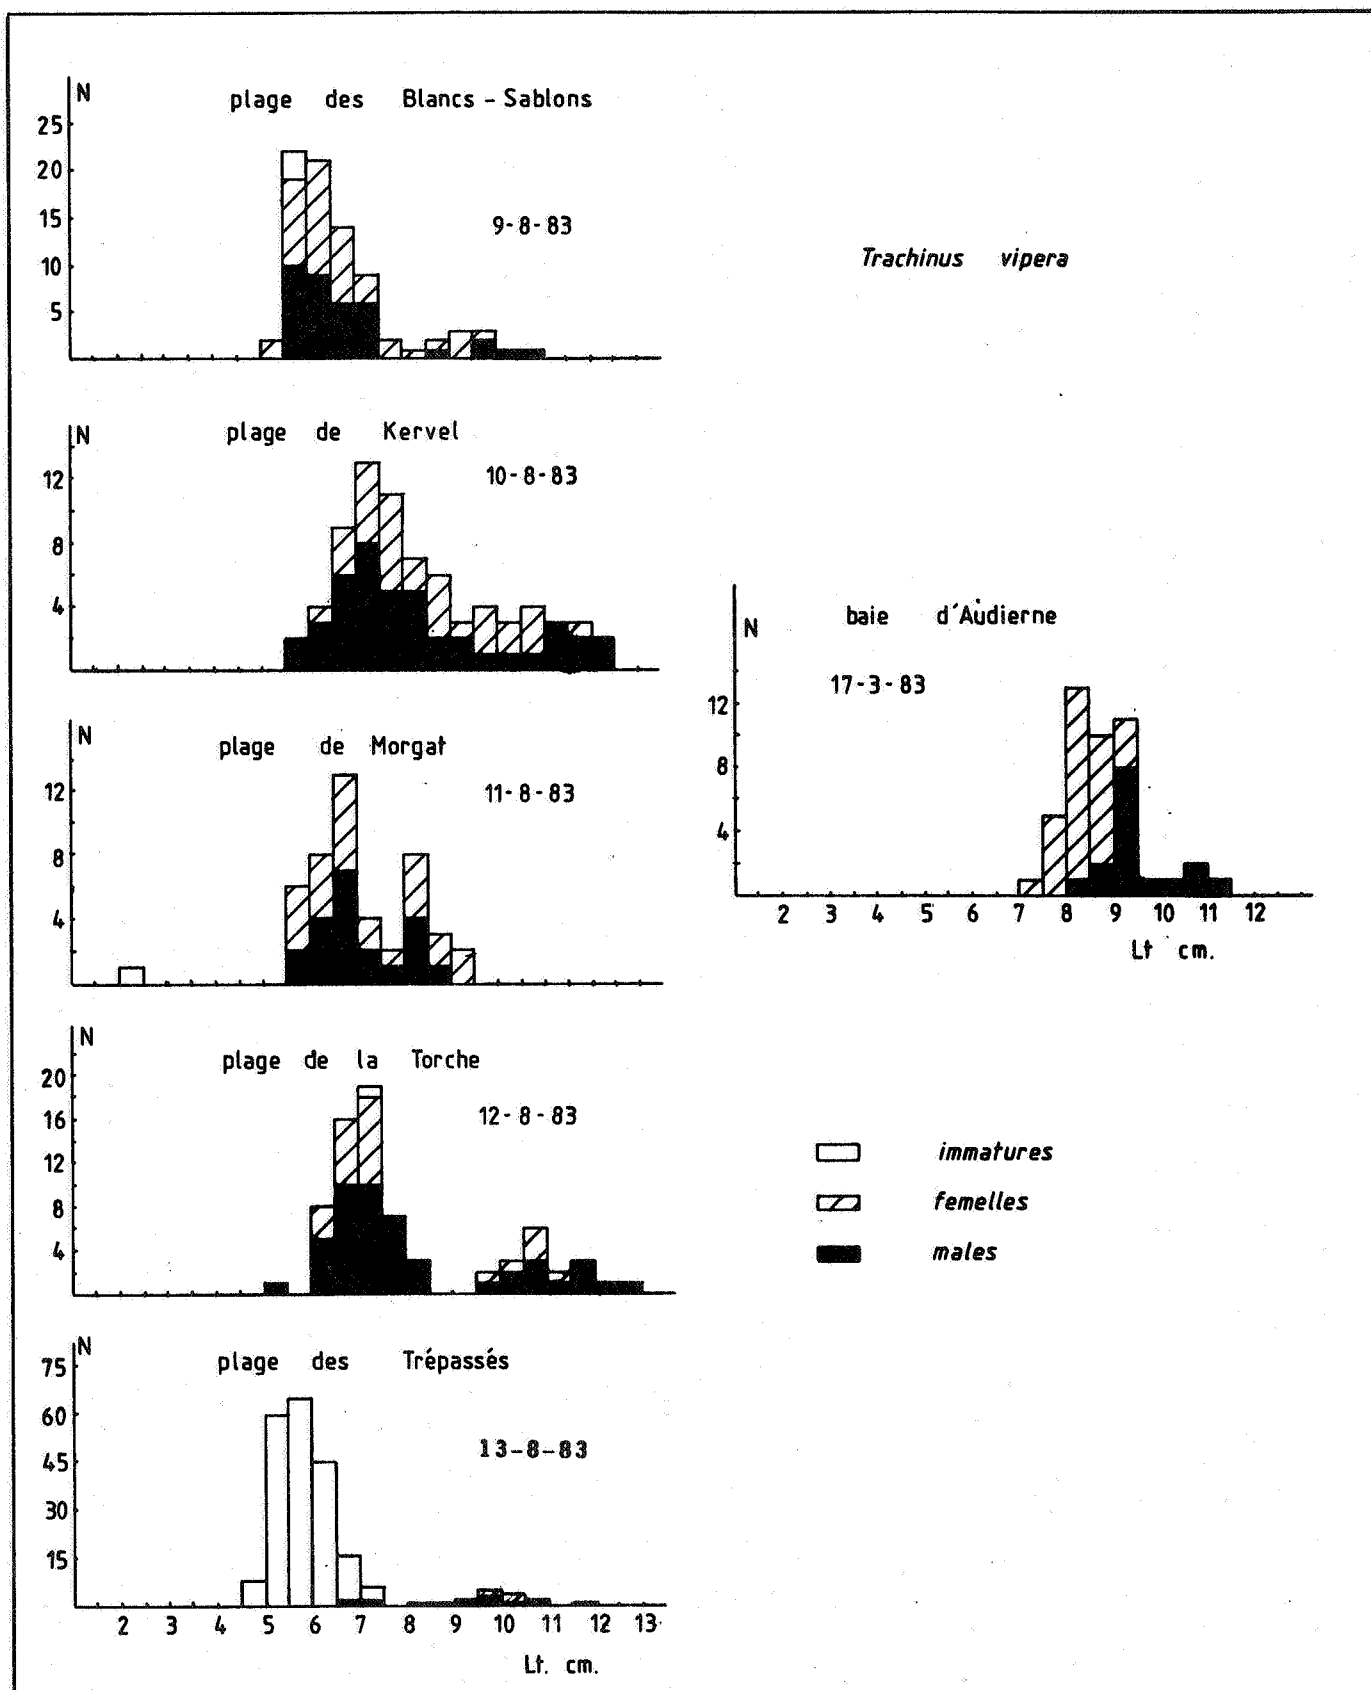 N
plage des Blancs - Sablons
25
20
15
10
5
9-8-83
Trachinus vipera
N
plage de Kervel
10-8-83
12
8
4
N
plage de Morgat
11-8-83
12
8
4
N
baie d'Audierne
17-3-83
12
8
4
2 3 4 5 6 7 8 9 10 11 12
Lt cm.
N
plage de la Torche
12-8-83
20
16
12
8
4
immatures
femelles
males
N
plage des Trépassés
13-8-83
75
60
45
30
15
2 3 4 5 6 7 8 9 10 11 12 13
Lt. cm.